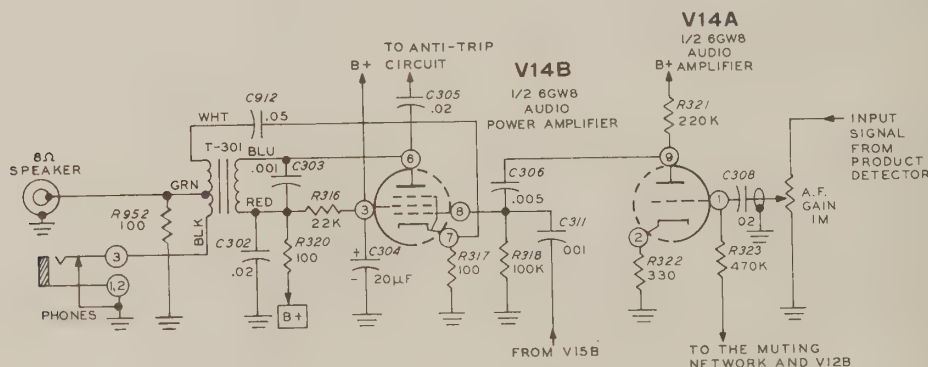 V14A
1/2 6GW8
AUDIO
AMPLIFIER
B+
TO ANTI-TRIP
CIRCUIT
B+
V14B
1/2 6GW8
AUDIO
POWER AMPLIFIER
C305
.02
R321
220K
INPUT
SIGNAL
FROM
PRODUCT
DETECTOR
C912
.05
WHT
T-301
BLU
.001
C303
6
9
C306
.005
C308
.02
A.F.
GAIN
1M
8Ω
SPEAKER
GRN
RED
R316
22K
3
8
7
1
2
R952
100
BLK
C302
.02
R320
100
C304
+
-
20µF
R317
100
R318
100K
C311
001
R322
330
R323
470K
3
1,2
PHONES
B+
FROM V15B
TO THE MUTING
NETWORK AND V12B